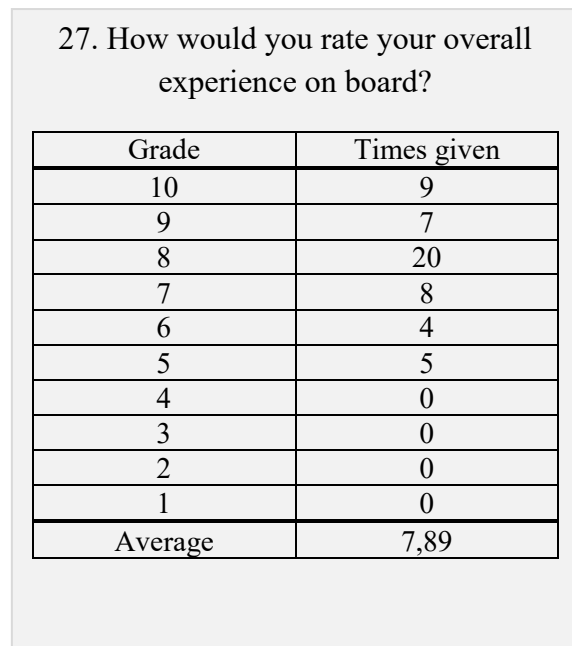 27. How would you rate your overall
experience on board?
Grade Times given
10 9
9 7
8 20
7 8
6 4
5 5
4 0
3 0
2 0
1 0
Average 7,89